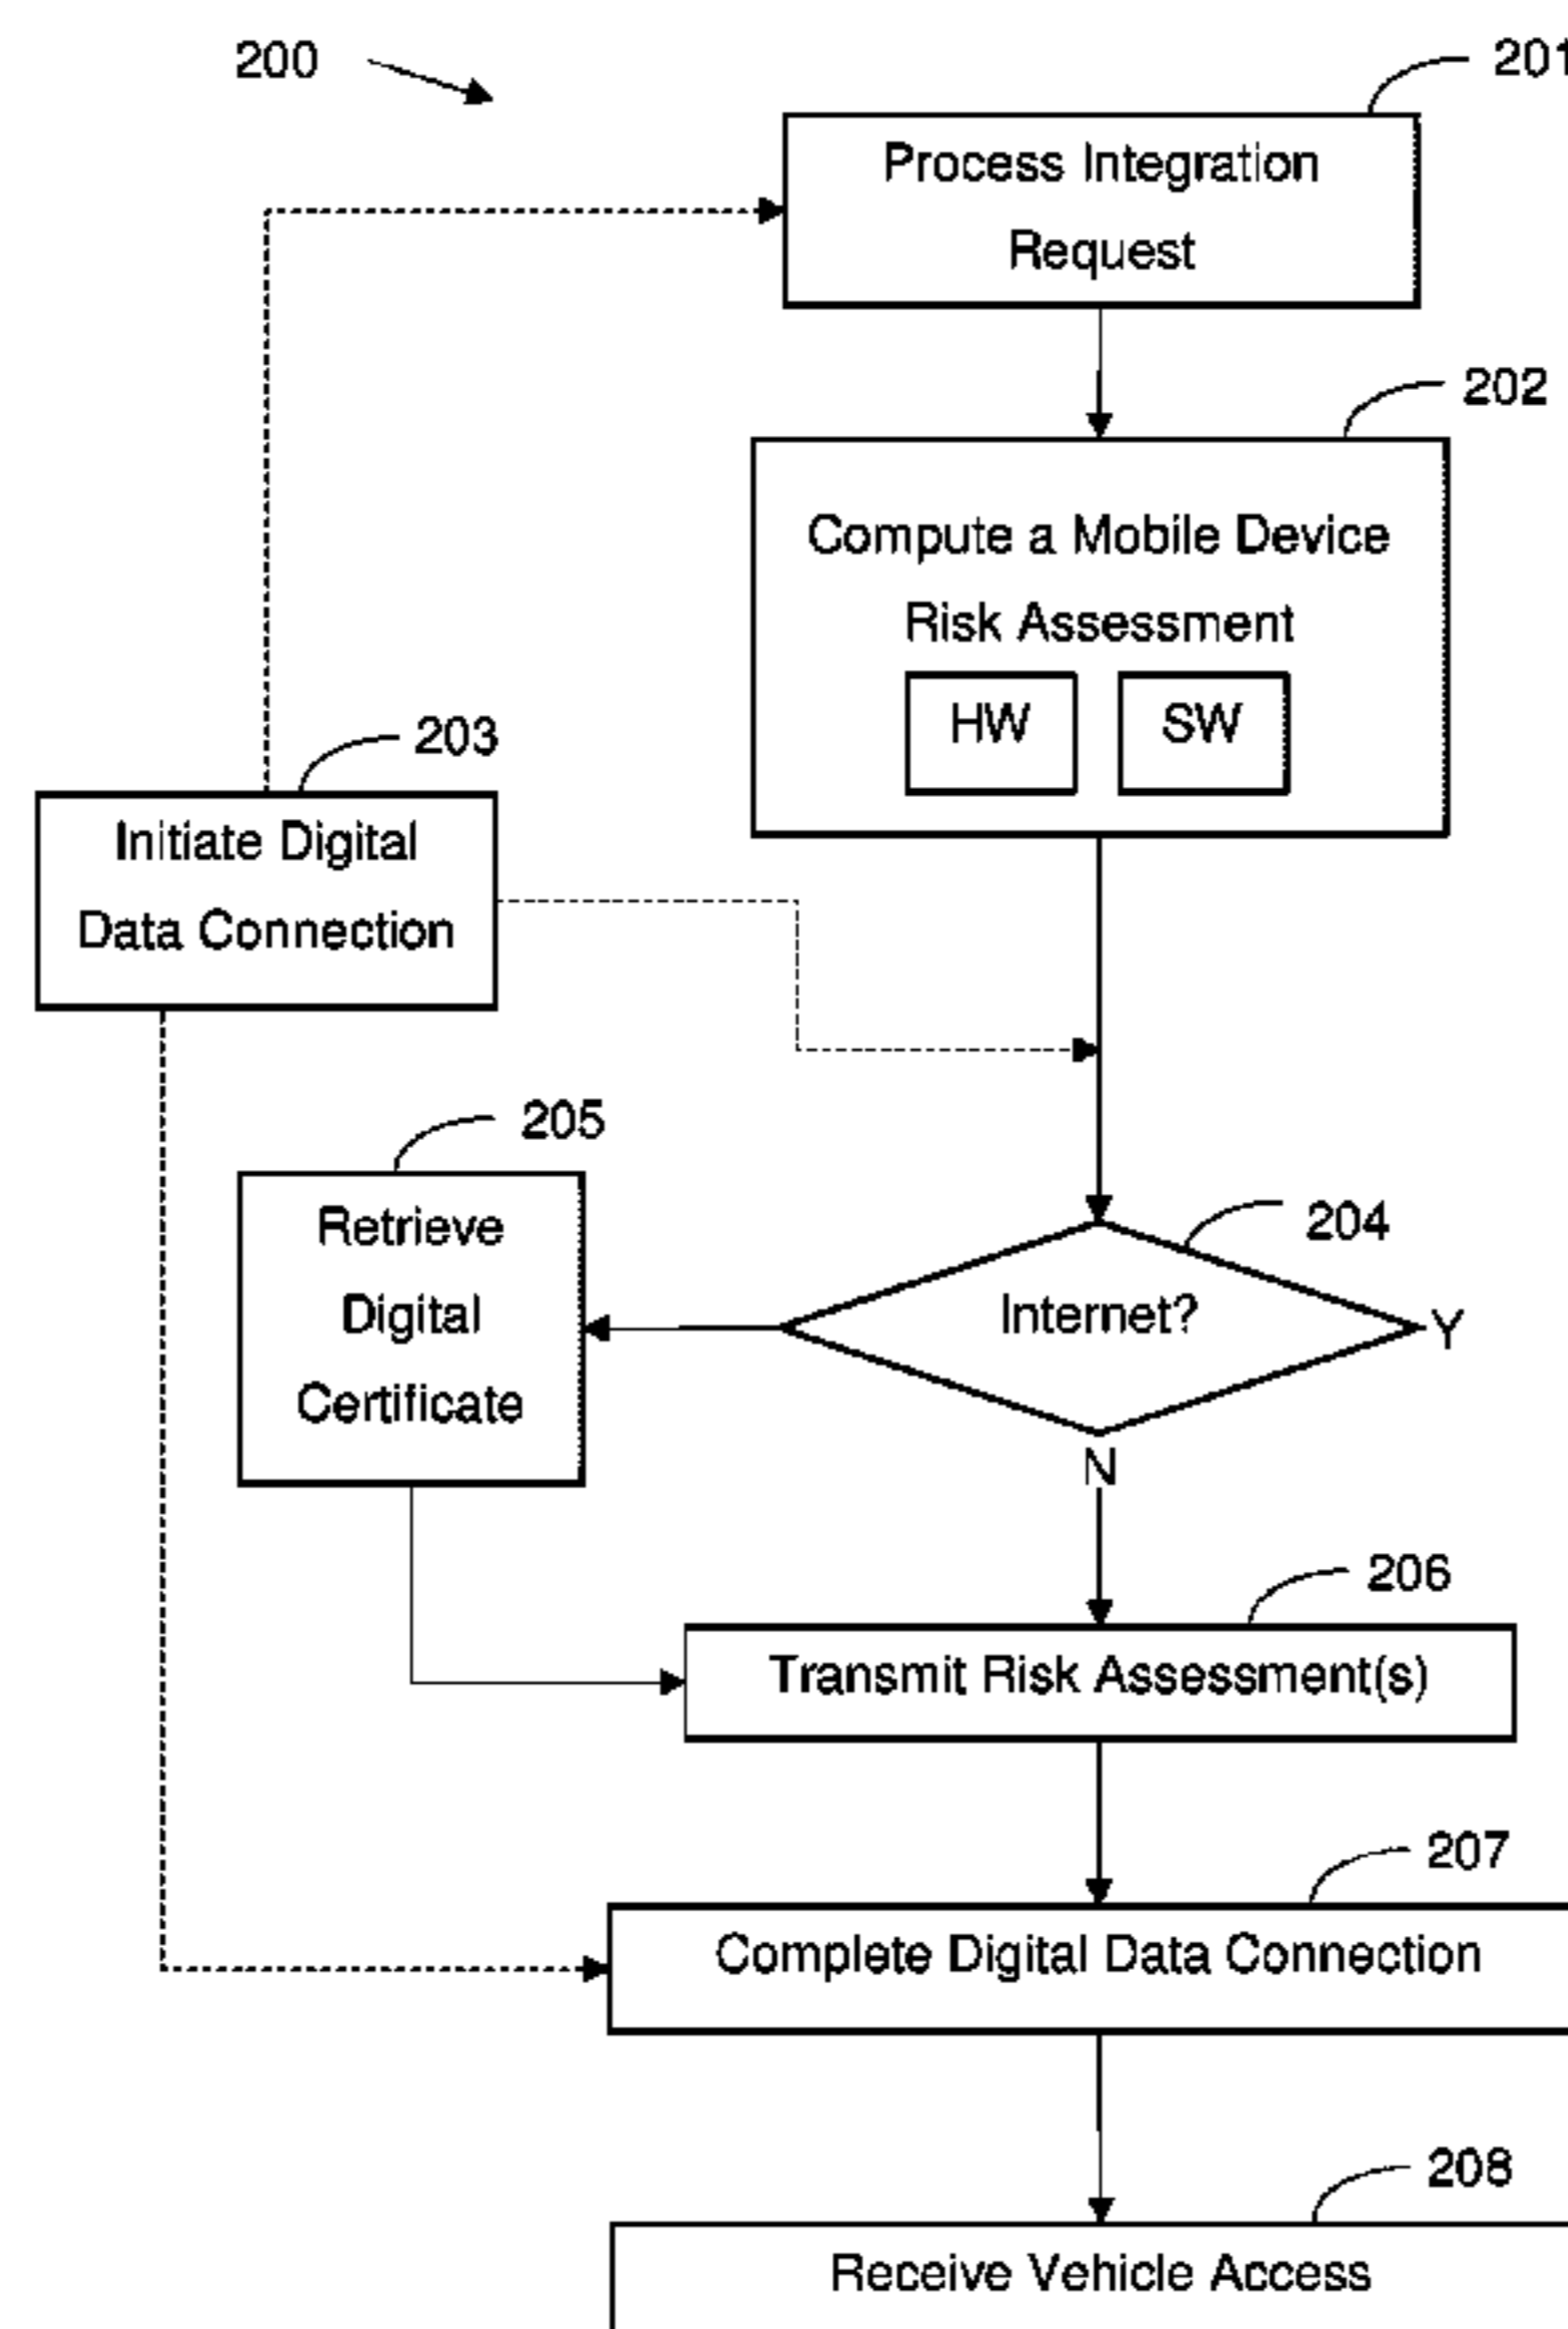 200
201
Process Integration
Request
202
Compute a Mobile Device
Risk Assessment
HW
SW
203
Initiate Digital
Data Connection
205
Retrieve
Digital
Certificate
204
Internet?
Y
N
206
Transmit Risk Assessment(s)
207
Complete Digital Data Connection
208
Receive Vehicle Access